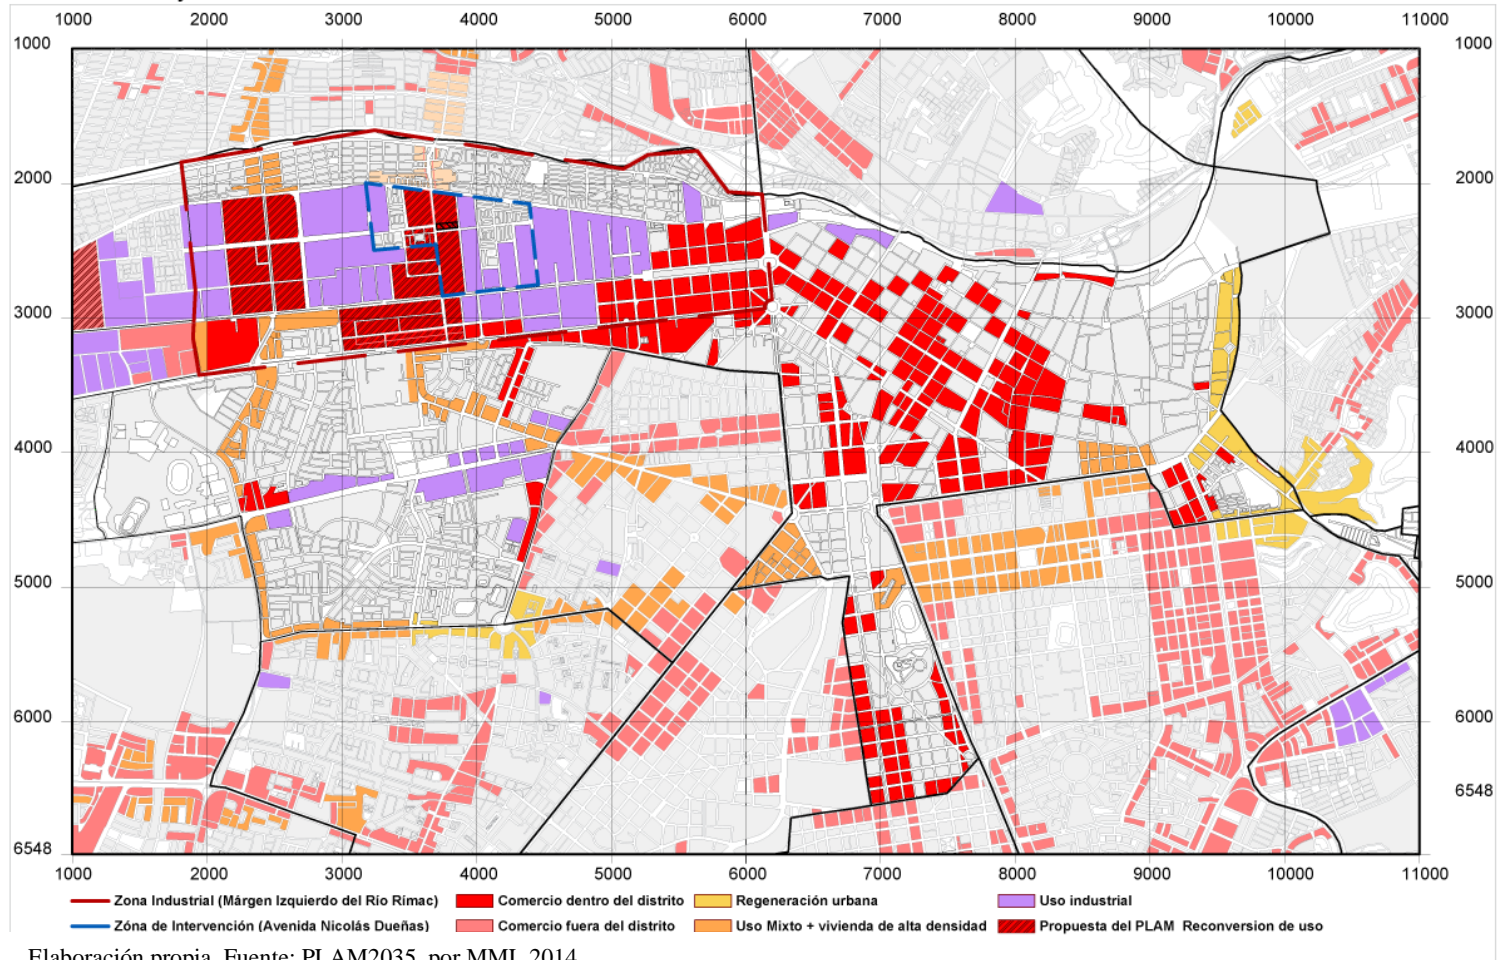 1000 2000 3000 4000 5000 6000 7000 8000 9000 10000 11000
1000 1000
2000 2000
3000 3000
4000 4000
5000 5000
6000 6000
6548
6548
1000 2000 3000 4000 5000 6000 7000 8000 9000 10000 11000
Zona Industrial (Márgen Izquierdo del Río Rímac) Comercio dentro del distrito Regeneración urbana Uso industrial
Zóna de Intervención (Avenida Nicolás Dueñas) Comercio fuera del distrito Uso Mixto + vivienda de alta densidad Propuesta del PLAM Reconversion de uso
Elaboración propia. Fuente: PLAM2035, por MML 2014